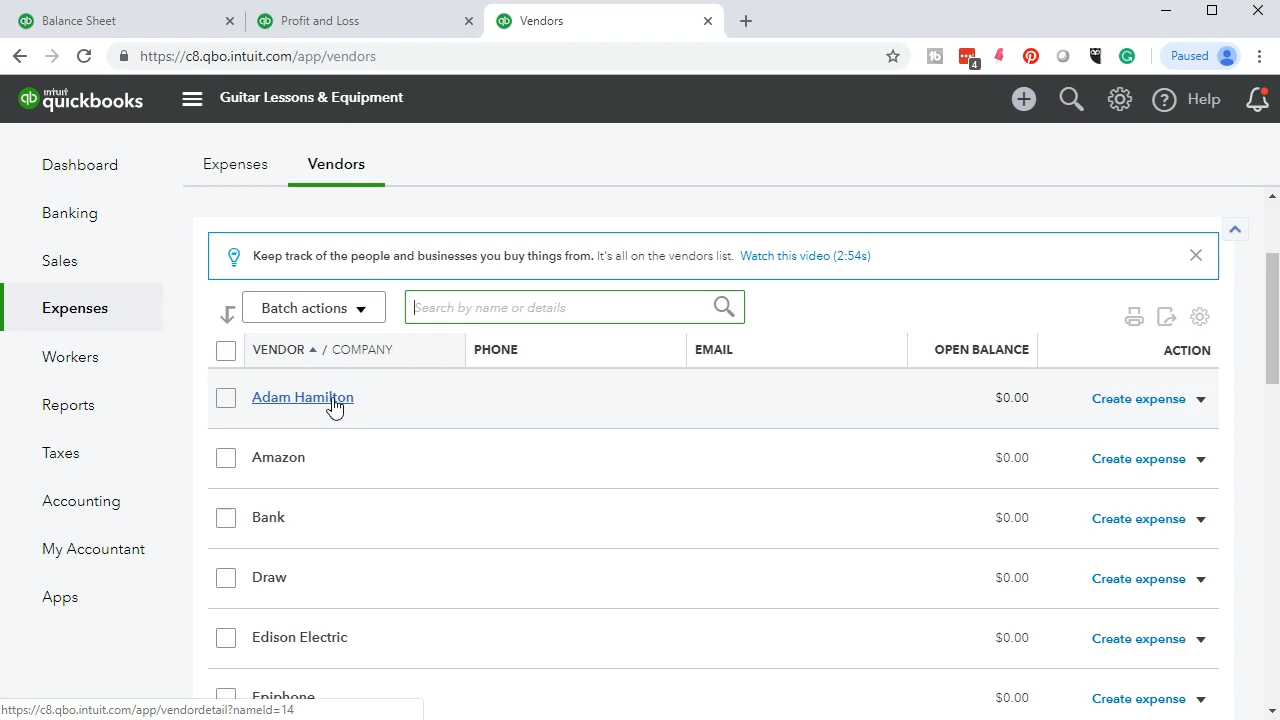 Balance Sheet
Profit and Loss
Vendors
https://c8.qbo.intuit.com/app/vendors
4
Paused
intuit quickbooks
Guitar Lessons & Equipment
Help
Dashboard
Banking
Sales
Expenses
Workers
Reports
Taxes
Accounting
My Accountant
Apps
Expenses Vendors
Keep track of the people and businesses you buy things from. It's all on the vendors list. Watch this video (2:54s)
Batch actions
Search by name or details
VENDOR / COMPANY PHONE EMAIL OPEN BALANCE ACTION
Adam Hamilton $0.00 Create expense
Amazon $0.00 Create expense
Bank $0.00 Create expense
Draw $0.00 Create expense
Edison Electric $0.00 Create expense
Epiphone $0.00 Create expense
https://c8.qbo.intuit.com/app/vendordetail?nameId=14